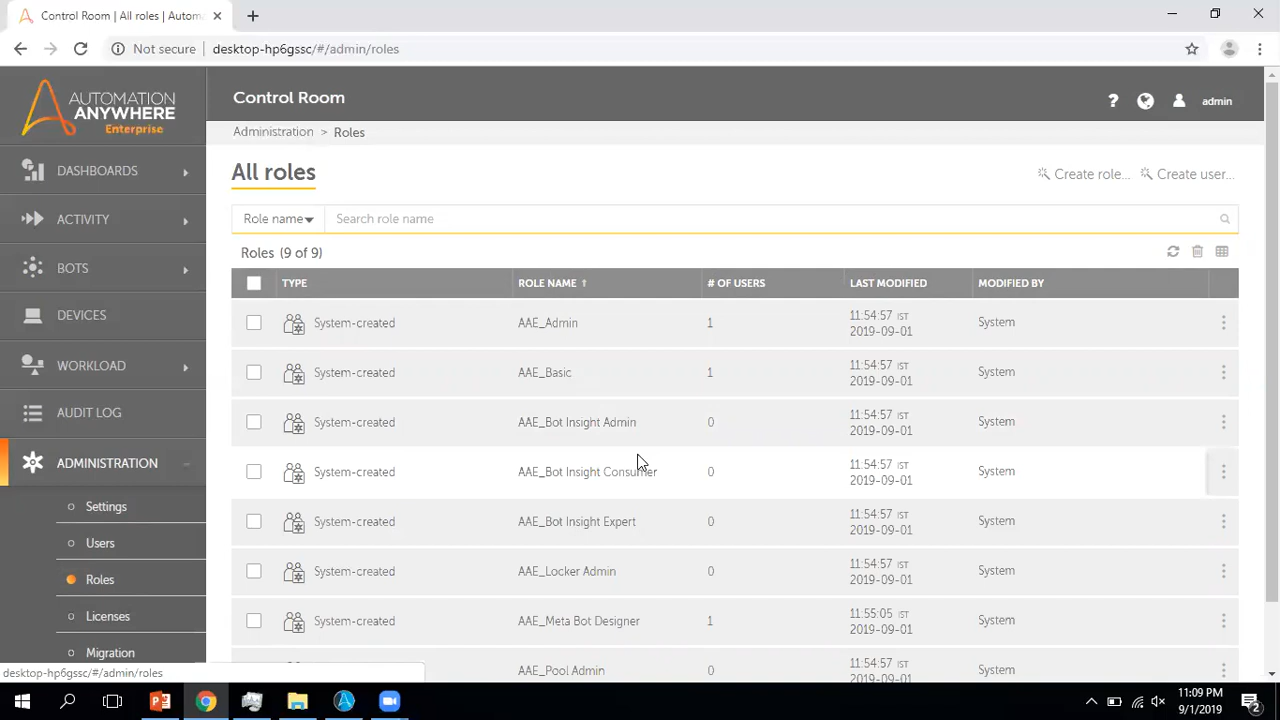 Control Room | All roles | Autom
Not secure desktop-hp6gssc/#/admin/roles
AUTOMATION
ANYWHERE
Enterprise
Control Room
? admin
Administration > Roles
DASHBOARDS
ACTIVITY
BOTS
DEVICES
WORKLOAD
AUDIT LOG
ADMINISTRATION
Settings
Users
Roles
Licenses
Migration
All roles
Create role... Create user...
Role name Search role name
Roles (9 of 9)
TYPE ROLE NAME ↑ # OF USERS LAST MODIFIED MODIFIED BY
System-created AAE_Admin 1 11:54:57 IST 2019-09-01 System
System-created AAE_Basic 1 11:54:57 IST 2019-09-01 System
System-created AAE_Bot Insight Admin 0 11:54:57 IST 2019-09-01 System
System-created AAE_Bot Insight Consumer 0 11:54:57 IST 2019-09-01 System
System-created AAE_Bot Insight Expert 0 11:54:57 IST 2019-09-01 System
System-created AAE_Locker Admin 0 11:54:57 IST 2019-09-01 System
System-created AAE_Meta Bot Designer 1 11:55:05 IST 2019-09-01 System
AAE_Pool Admin 0 11:54:57 IST System
desktop-hp6gssc/#/admin/roles
11:09 PM
9/1/2019
2